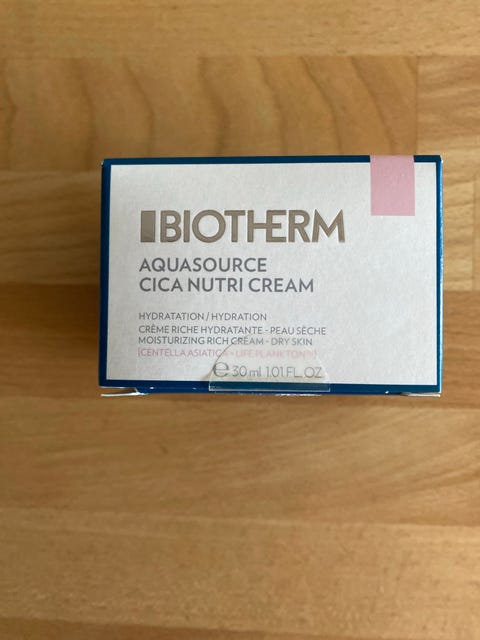 BIOTHERM
AQUASOURCE
CICA NUTRI CREAM
HYDRATATION / HYDRATION
CRÈME RICHE HYDRATANTE - PEAU SÈCHE
MOISTURIZING RICH CREAM - DRY SKIN
[CENTELLA ASIATICA + LIFE PLANKTON™]
℮ 30 ml 1.01 FL.OZ.